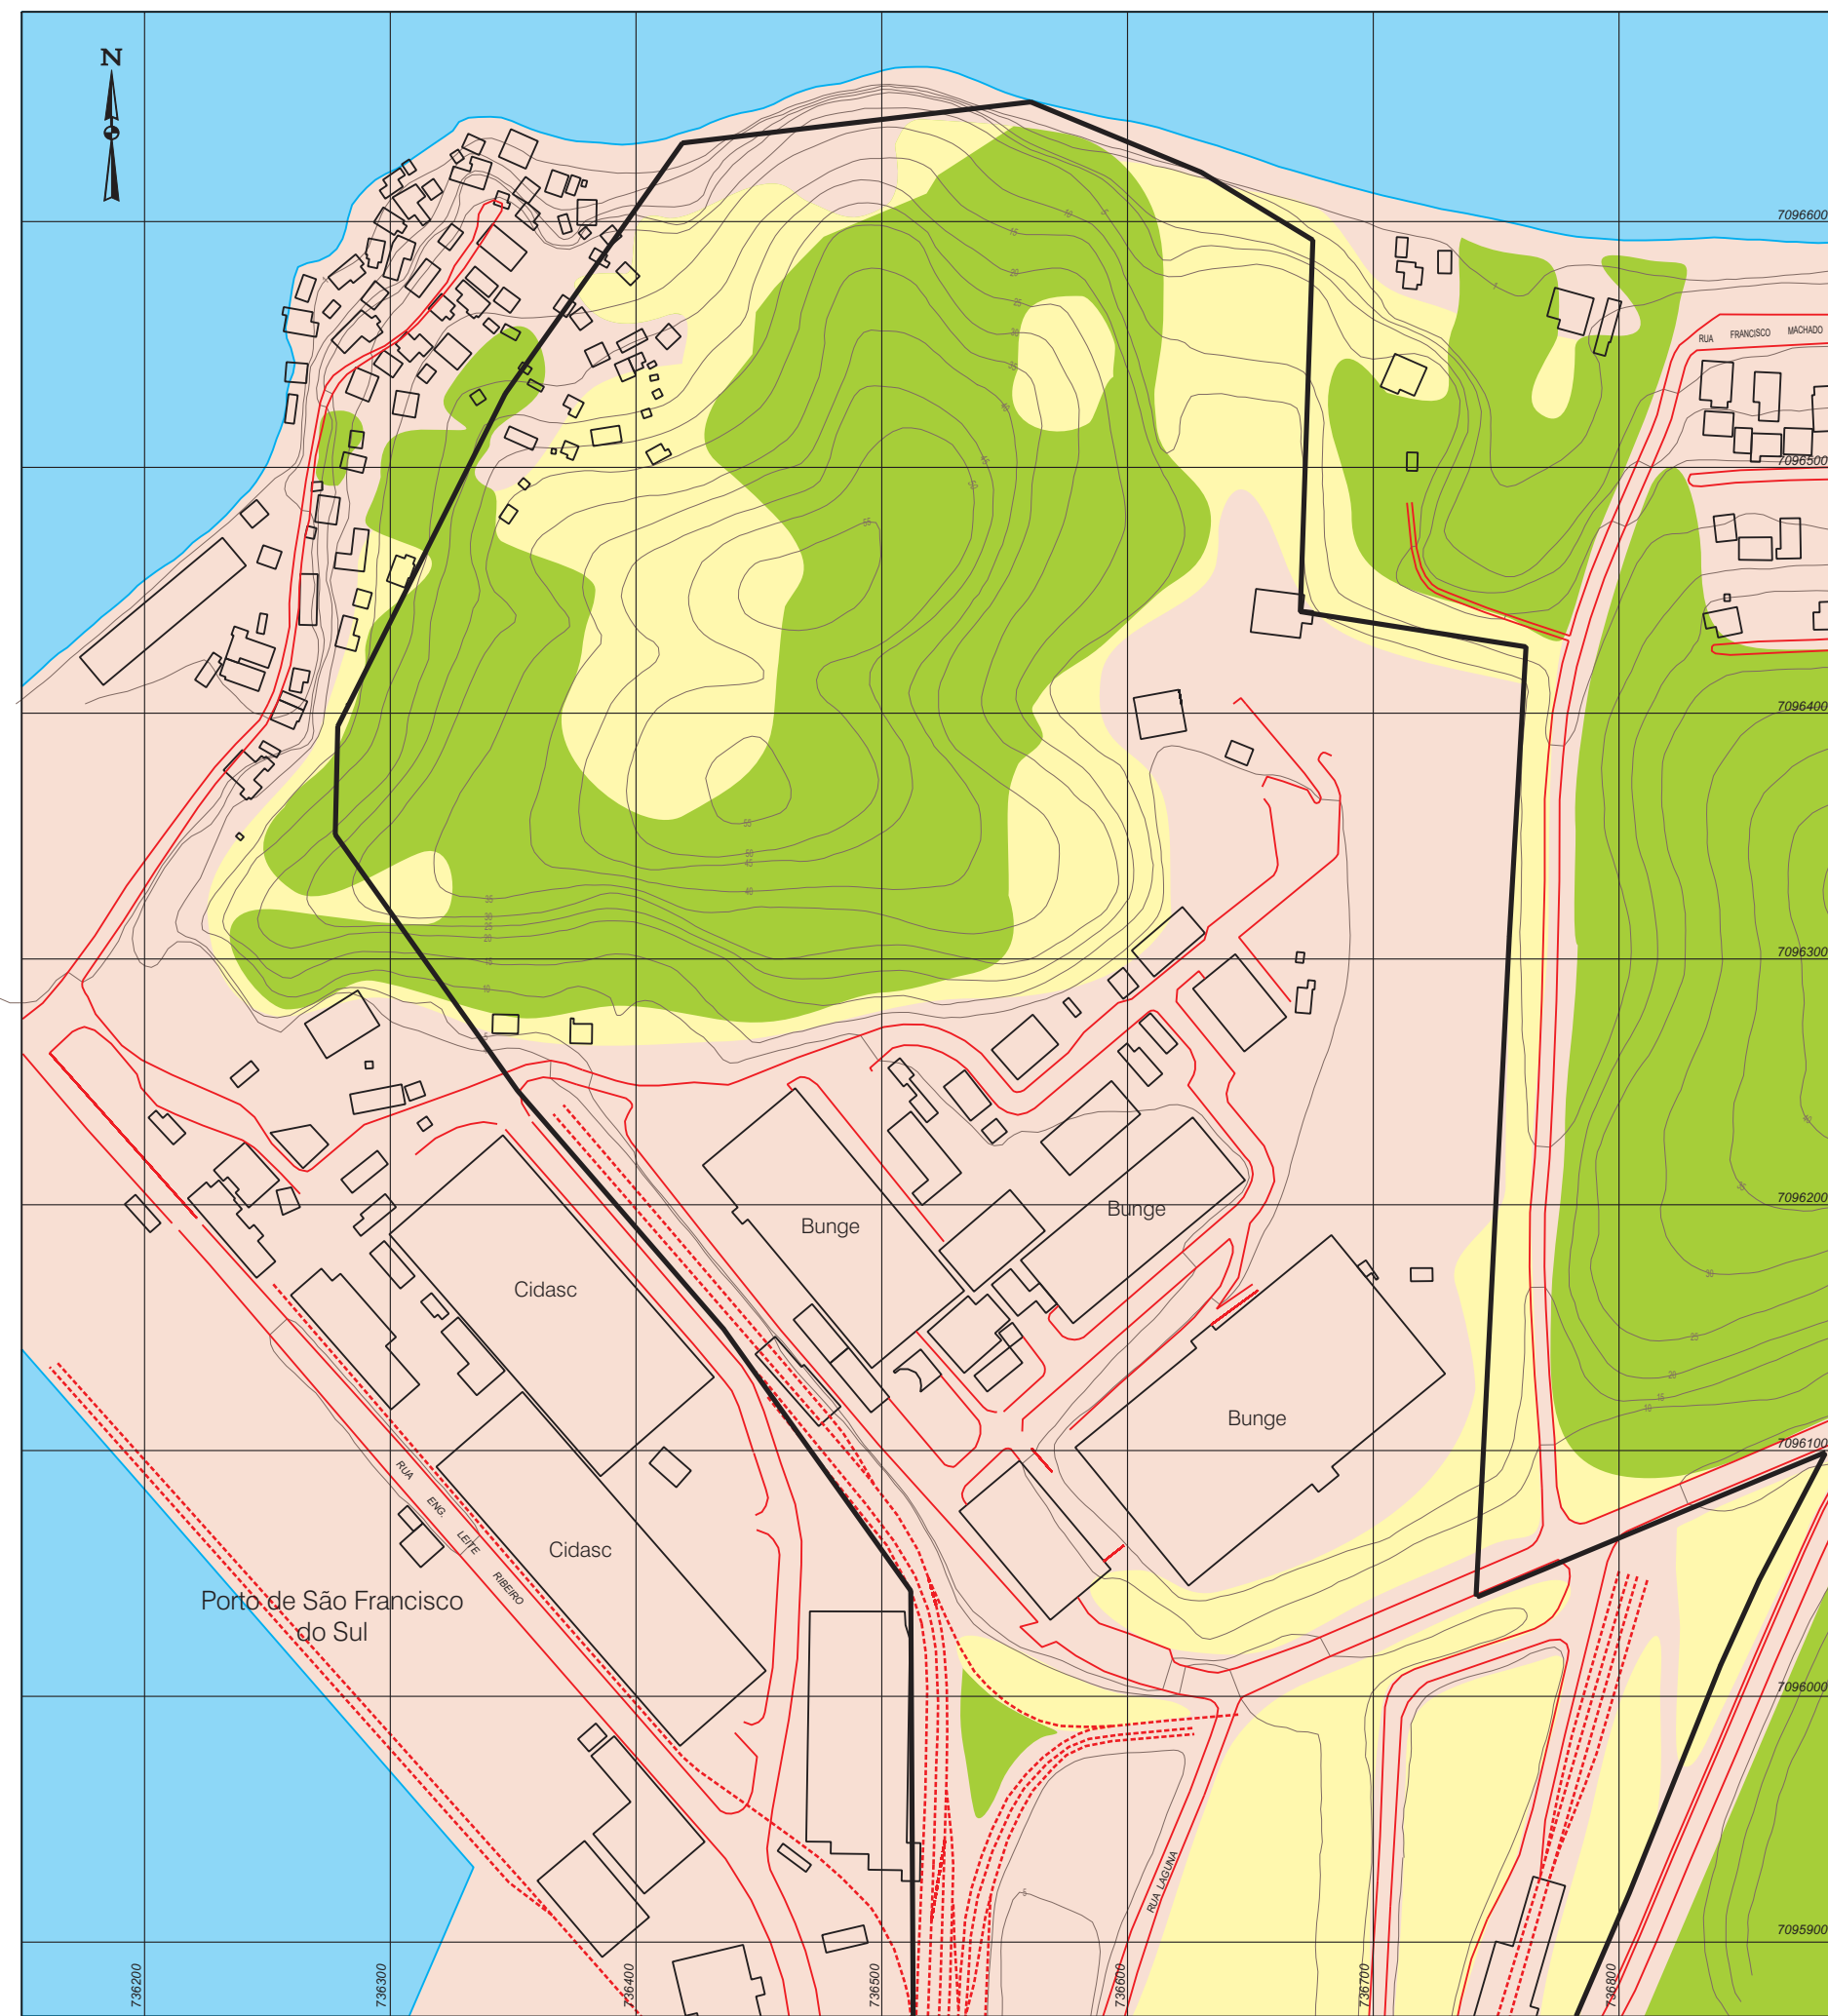 N
7096600
RUA FRANCISCO MACHADO
7096500
7096400
7096300
7096200
7096100
7096000
7095900
Bunge
Bunge
Cidasc
Bunge
Cidasc
RUA ENG. LEITE RIBEIRO
Porto de São Francisco
do Sul
RUA LAGUNA
736200
736300
736400
736500
736600
736700
736800